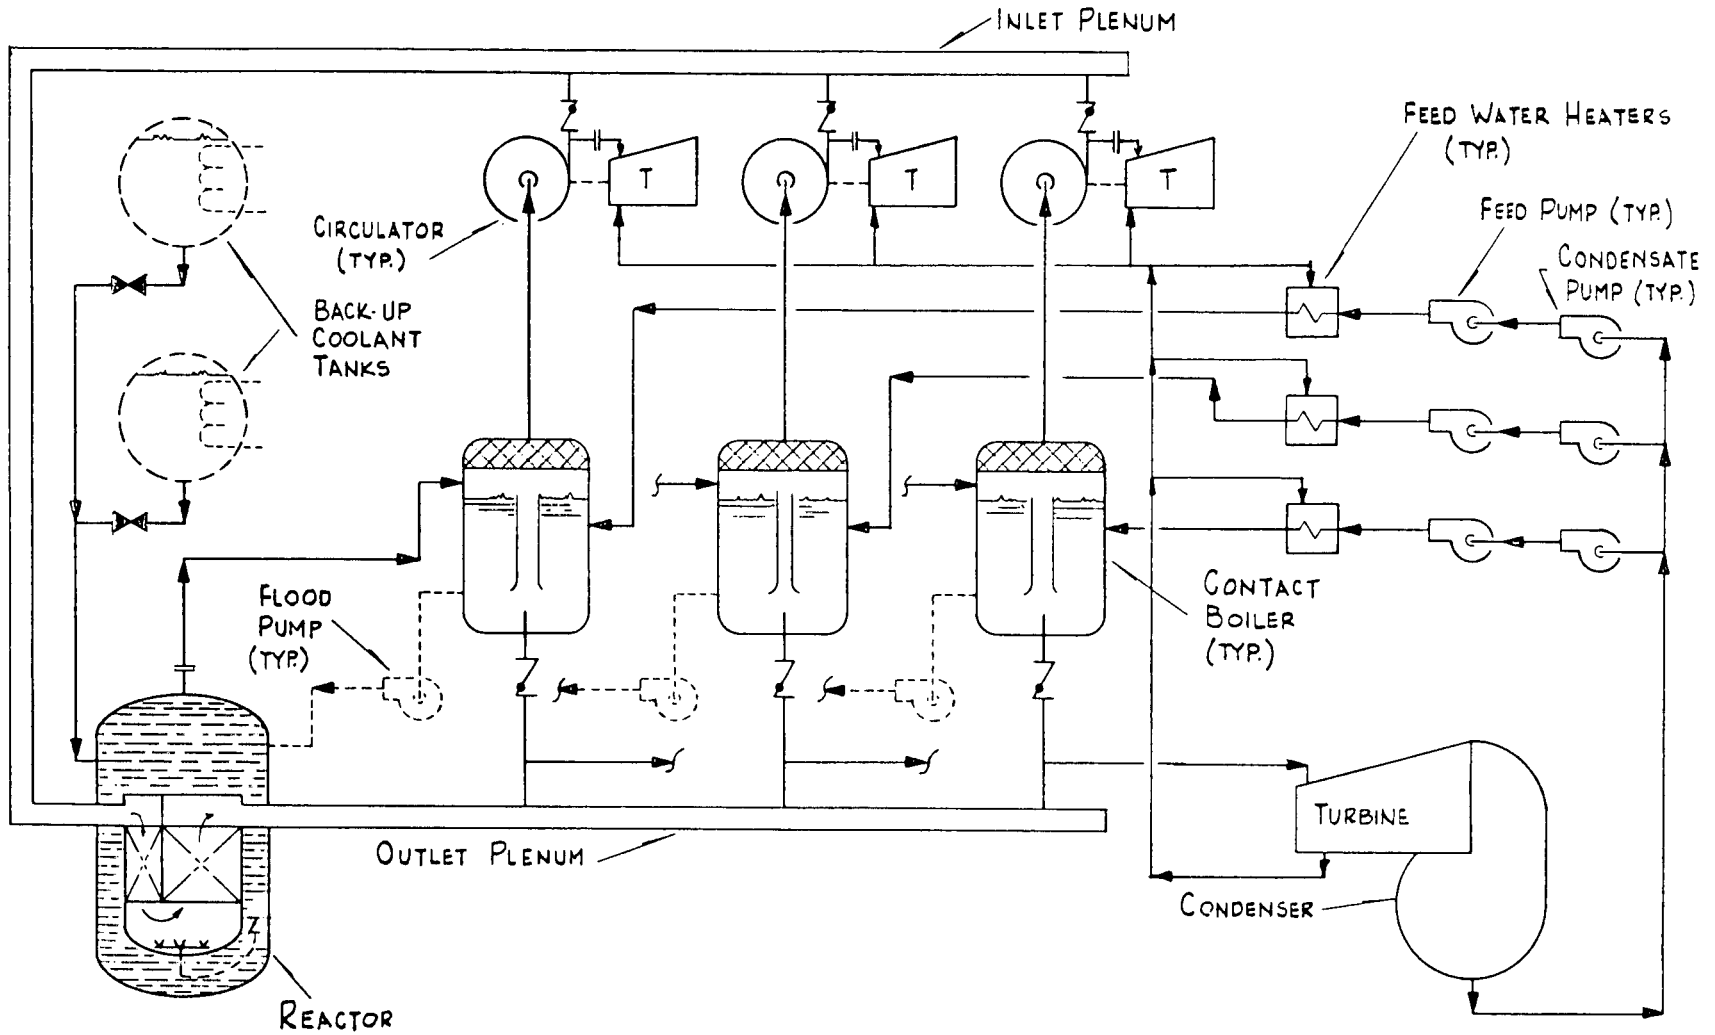 INLET PLENUM
FEED WATER HEATERS
(TYP.)
T
T
T
FEED PUMP (TYP.)
CIRCULATOR
(TYP.)
CONDENSATE
PUMP (TYP.)
BACK-UP
COOLANT
TANKS
CONTACT
BOILER
(TYP.)
FLOOD
PUMP
(TYP.)
TURBINE
OUTLET PLENUM
CONDENSER
REACTOR